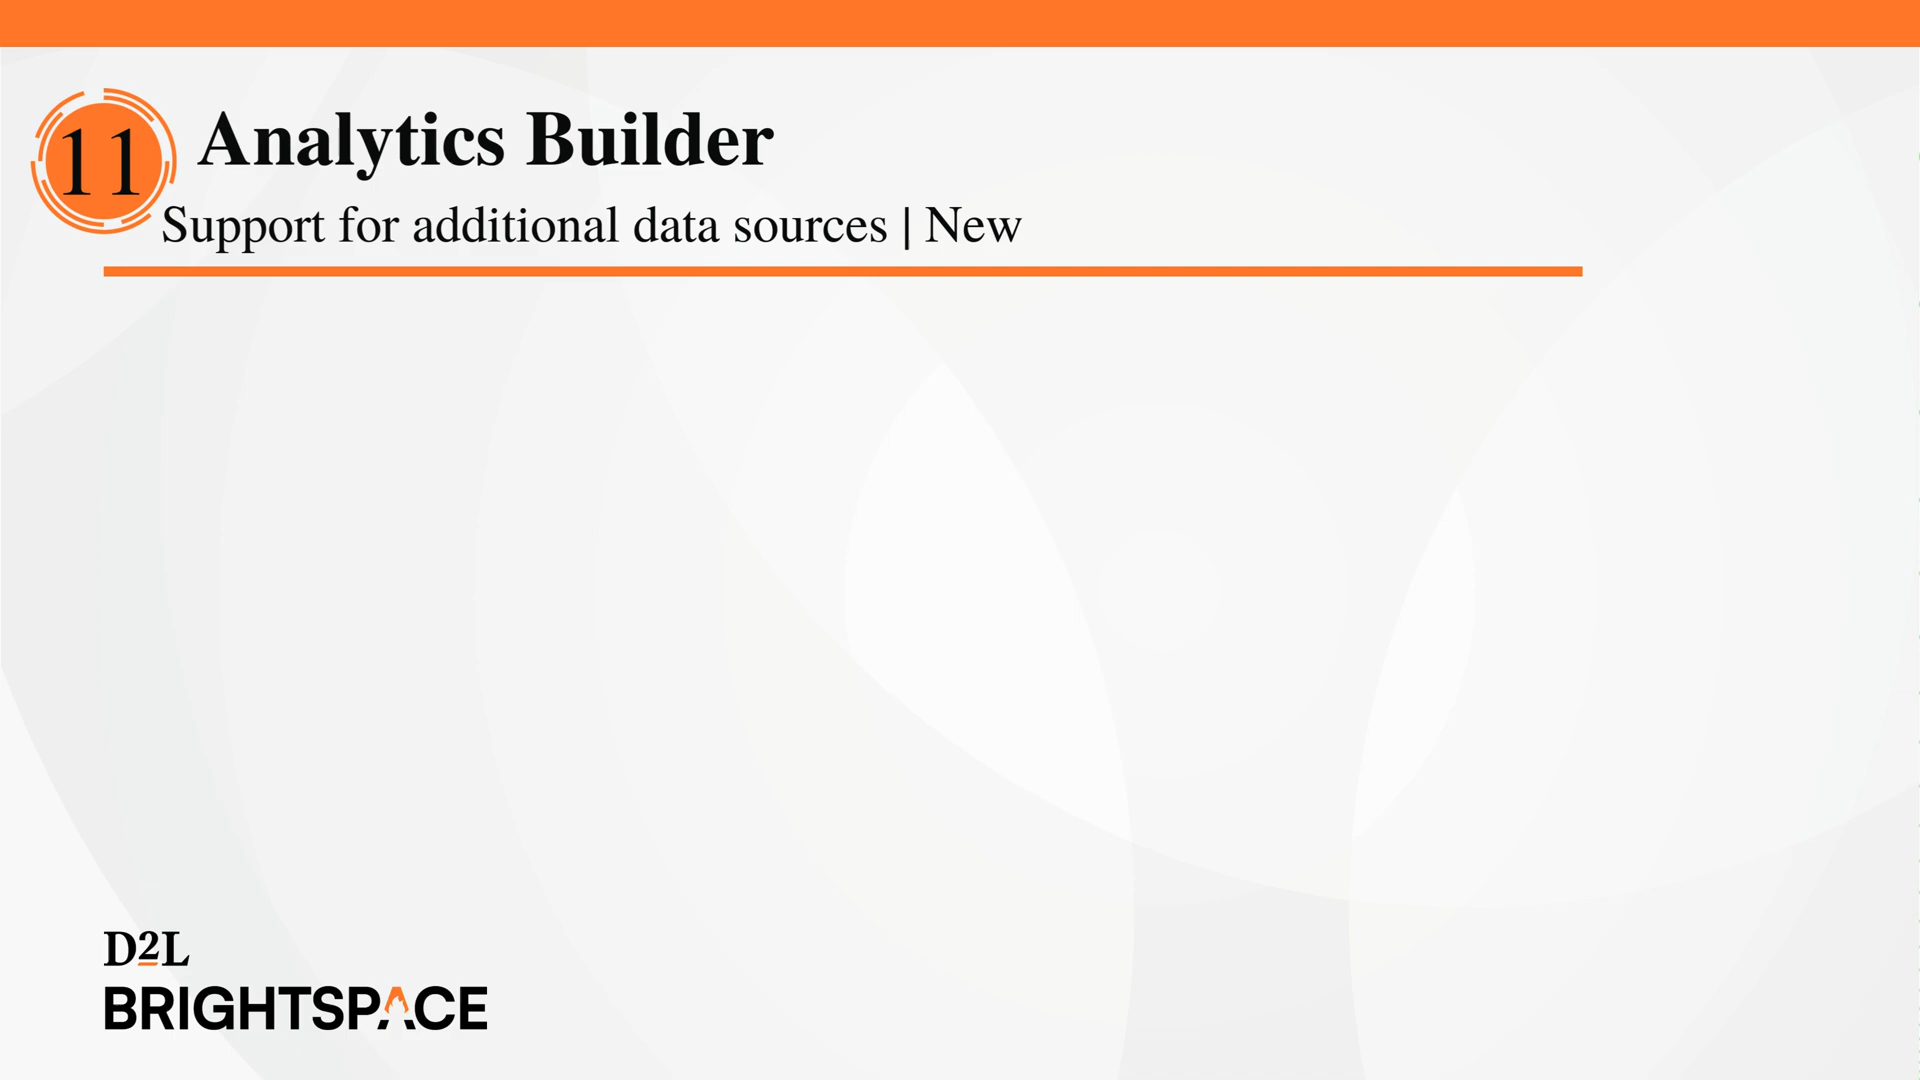 11
Analytics Builder
Support for additional data sources | New
D2L
BRIGHTSPACE